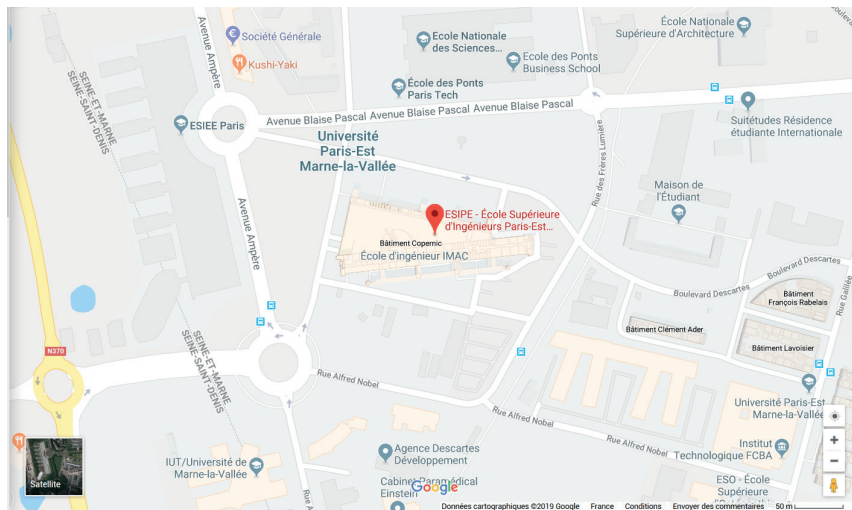 Société Générale
Kushi-Yaki
Avenue Ampère
Ecole Nationale
des Sciences...
Ecole des Ponts
Business School
École Nationale
Supérieure d'Architecture
École des Ponts
Paris Tech
SEINE-ET-MARNE
SEINE-SAINT-DENIS
ESIEE Paris
Avenue Blaise Pascal Avenue Blaise Pascal Avenue Blaise Pascal
Suitétudes Résidence
étudiante Internationale
Université
Paris-Est
Marne-la-Vallée
Rue des Frères Lumière
Maison de
l'Étudiant
Avenue Ampère
ESIPE - École Supérieure
d'Ingénieurs Paris-Est...
Bâtiment Copernic
École d'ingénieur IMAC
Boulevard Descartes
Boulevard Descartes
Bâtiment
François Rabelais
Rue Galilée
Bâtiment Clément Ader
Bâtiment Lavoisier
SEINE-ET-MARNE
SEINE-SAINT-DENIS
N370
Rue Alfred Nobel
Rue Alfred Nobel
Rue Alfred Nobel
Université Paris-Est
Marne-la-Vallée
Institut
Technologique FCBA
Agence Descartes
Développement
IUT/Université de
Marne-la-Vallée
Cabinet Paramédical
Einstein
Rue A
ESO - École
Supérieure
Satellite
Google
Données cartographiques ©2019 Google France Conditions Envoyer des commentaires 50 m